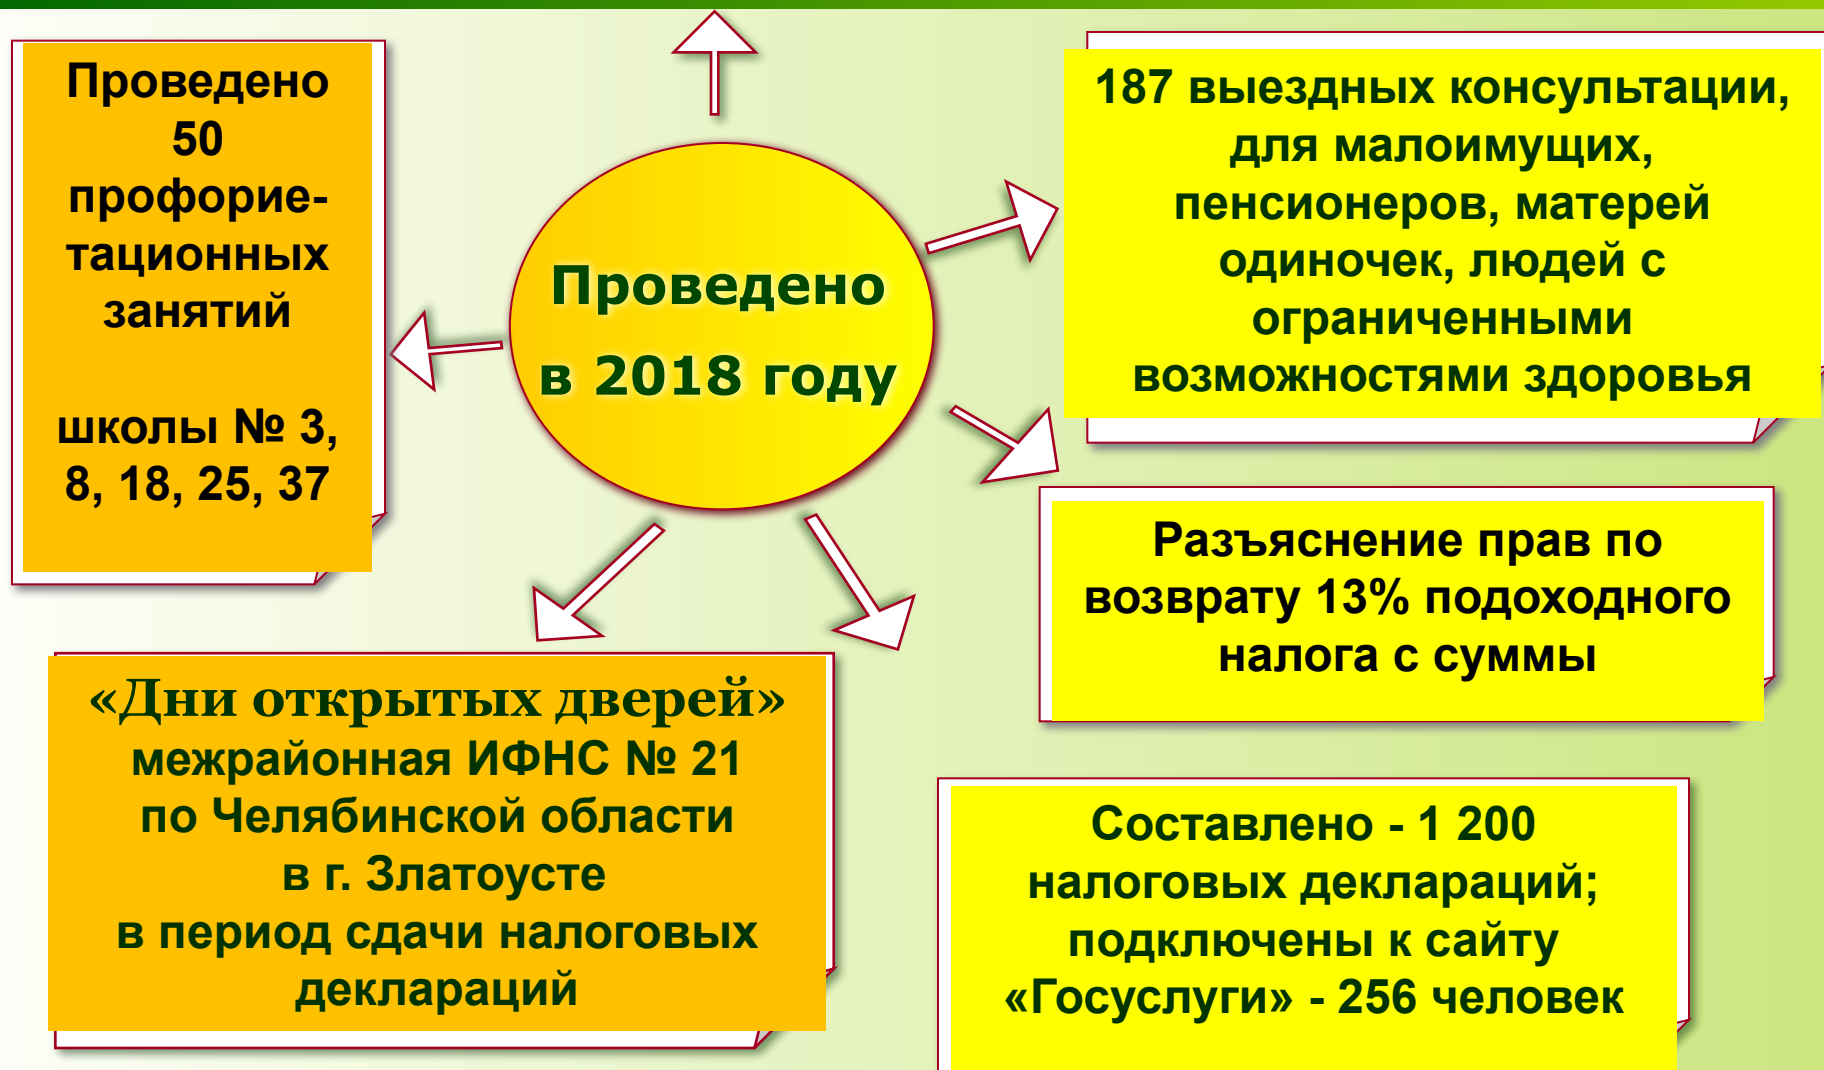 Проведено
50
профорие-
тационных
занятий
школы № 3,
8, 18, 25, 37
Проведено
в 2018 году
187 выездных консультации,
для малоимущих,
пенсионеров, матерей
одиночек, людей с
ограниченными
возможностями здоровья
Разъяснение прав по
возврату 13% подоходного
налога с суммы
«Дни открытых дверей»
межрайонная ИФНС № 21
по Челябинской области
в г. Златоусте
в период сдачи налоговых
деклараций
Составлено - 1 200
налоговых деклараций;
подключены к сайту
«Госуслуги» - 256 человек